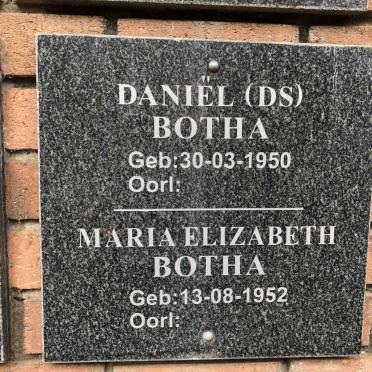 DANIËL (DS)
BOTHA
Geb:30-03-1950
Oorl:
MARIA ELIZABETH
BOTHA
Geb:13-08-1952
Oorl: